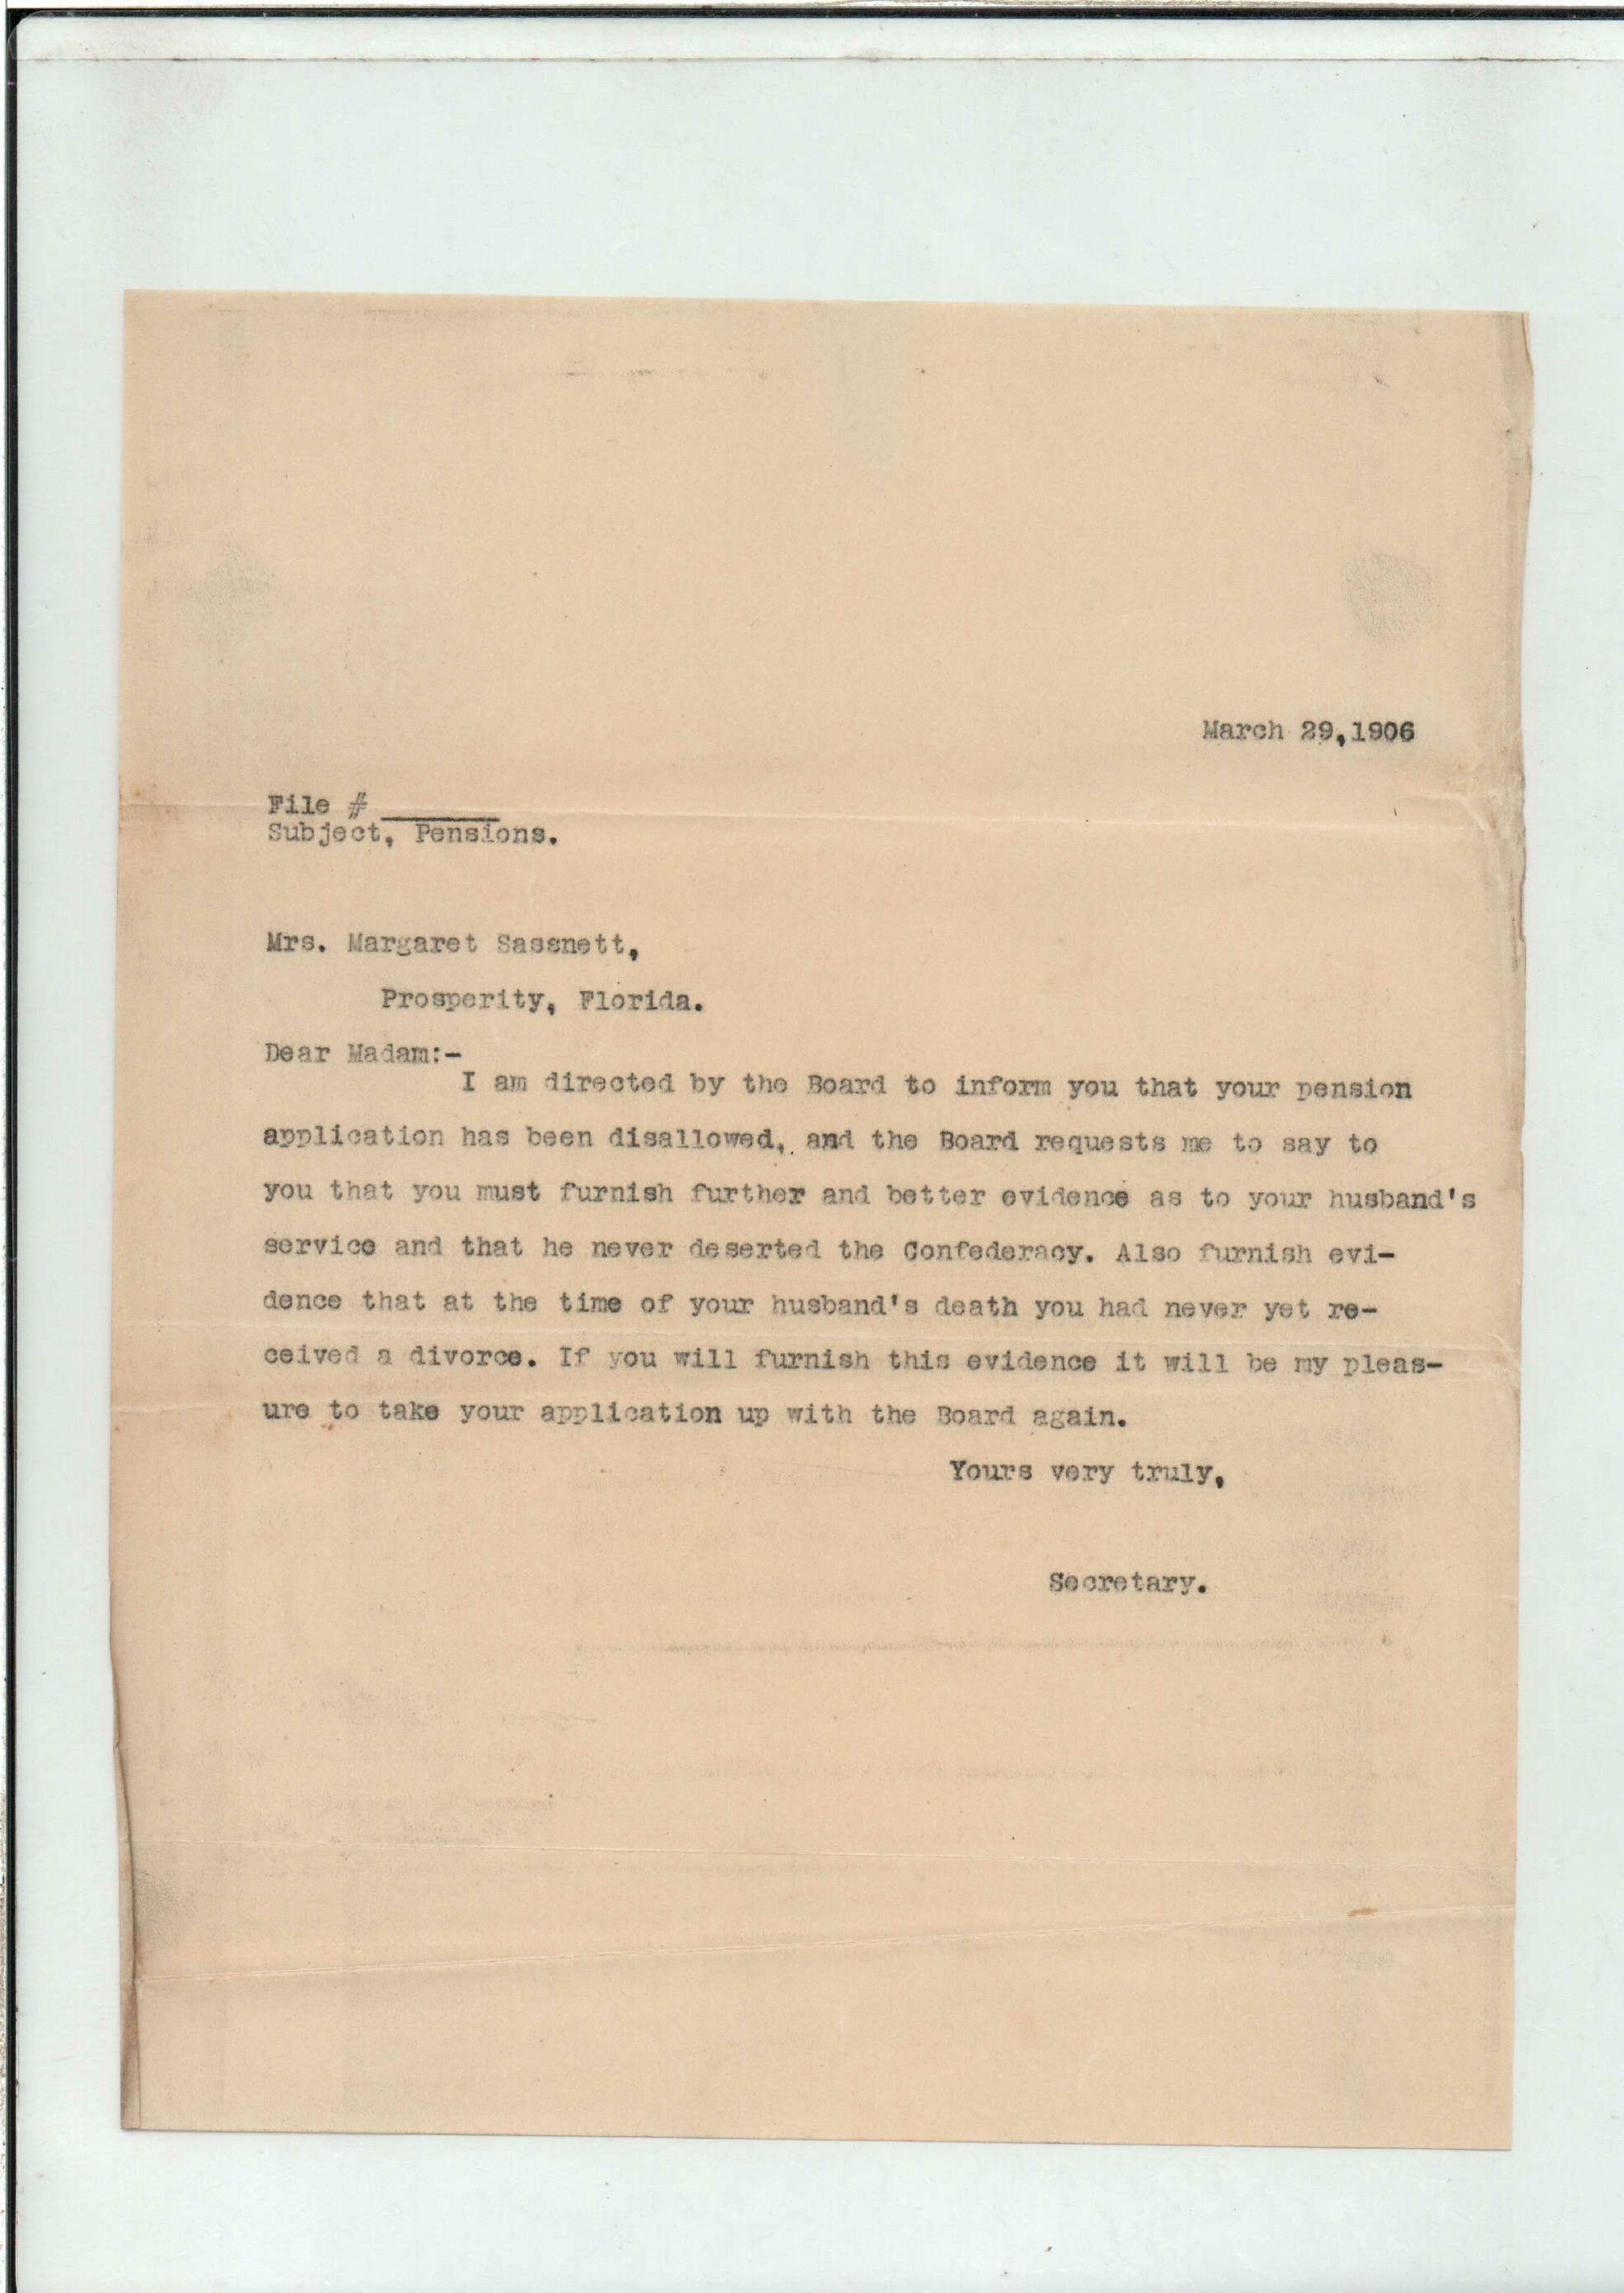 March 29,1906
File # ______
Subject, Pensions.
Mrs. Margaret Sassnett,
Prosperity, Florida.
Dear Madam:-
I am directed by the Board to inform you that your pension
application has been disallowed, and the Board requests me to say to
you that you must furnish further and better evidence as to your husband's
service and that he never deserted the Confederacy. Also furnish evi-
dence that at the time of your husband's death you had never yet re-
ceived a divorce. If you will furnish this evidence it will be my pleas-
ure to take your application up with the Board again.
Yours very truly,
Secretary.